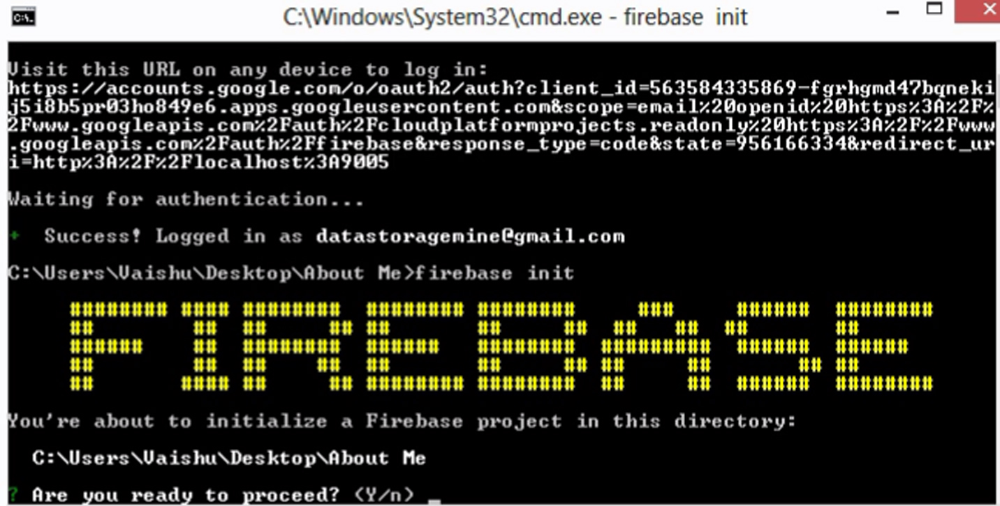 C:\Windows\System32\cmd.exe - firebase  init
Visit this URL on any device to log in:
https://accounts.google.com/o/oauth2/auth?client_id=563584335869-fgrhgmd47bqneki
j5i8b5pr03ho849e6.apps.googleusercontent.com&scope=email%20openid%20https%3A%2F%
2Fwww.googleapis.com%2Fauth%2Fcloudplatformprojects.readonly%20https%3A%2F%2Fwww
.googleapis.com%2Fauth%2Ffirebase&response_type=code&state=956166334&redirect_ur
i=http%3A%2F%2Flocalhost%3A9005
Waiting for authentication...
+  Success! Logged in as datastoragemine@gmail.com
C:\Users\Vaishu\Desktop\About Me>firebase init
FIREBASE
You're about to initialize a Firebase project in this directory:
C:\Users\Vaishu\Desktop\About Me
? Are you ready to proceed? (Y/n)